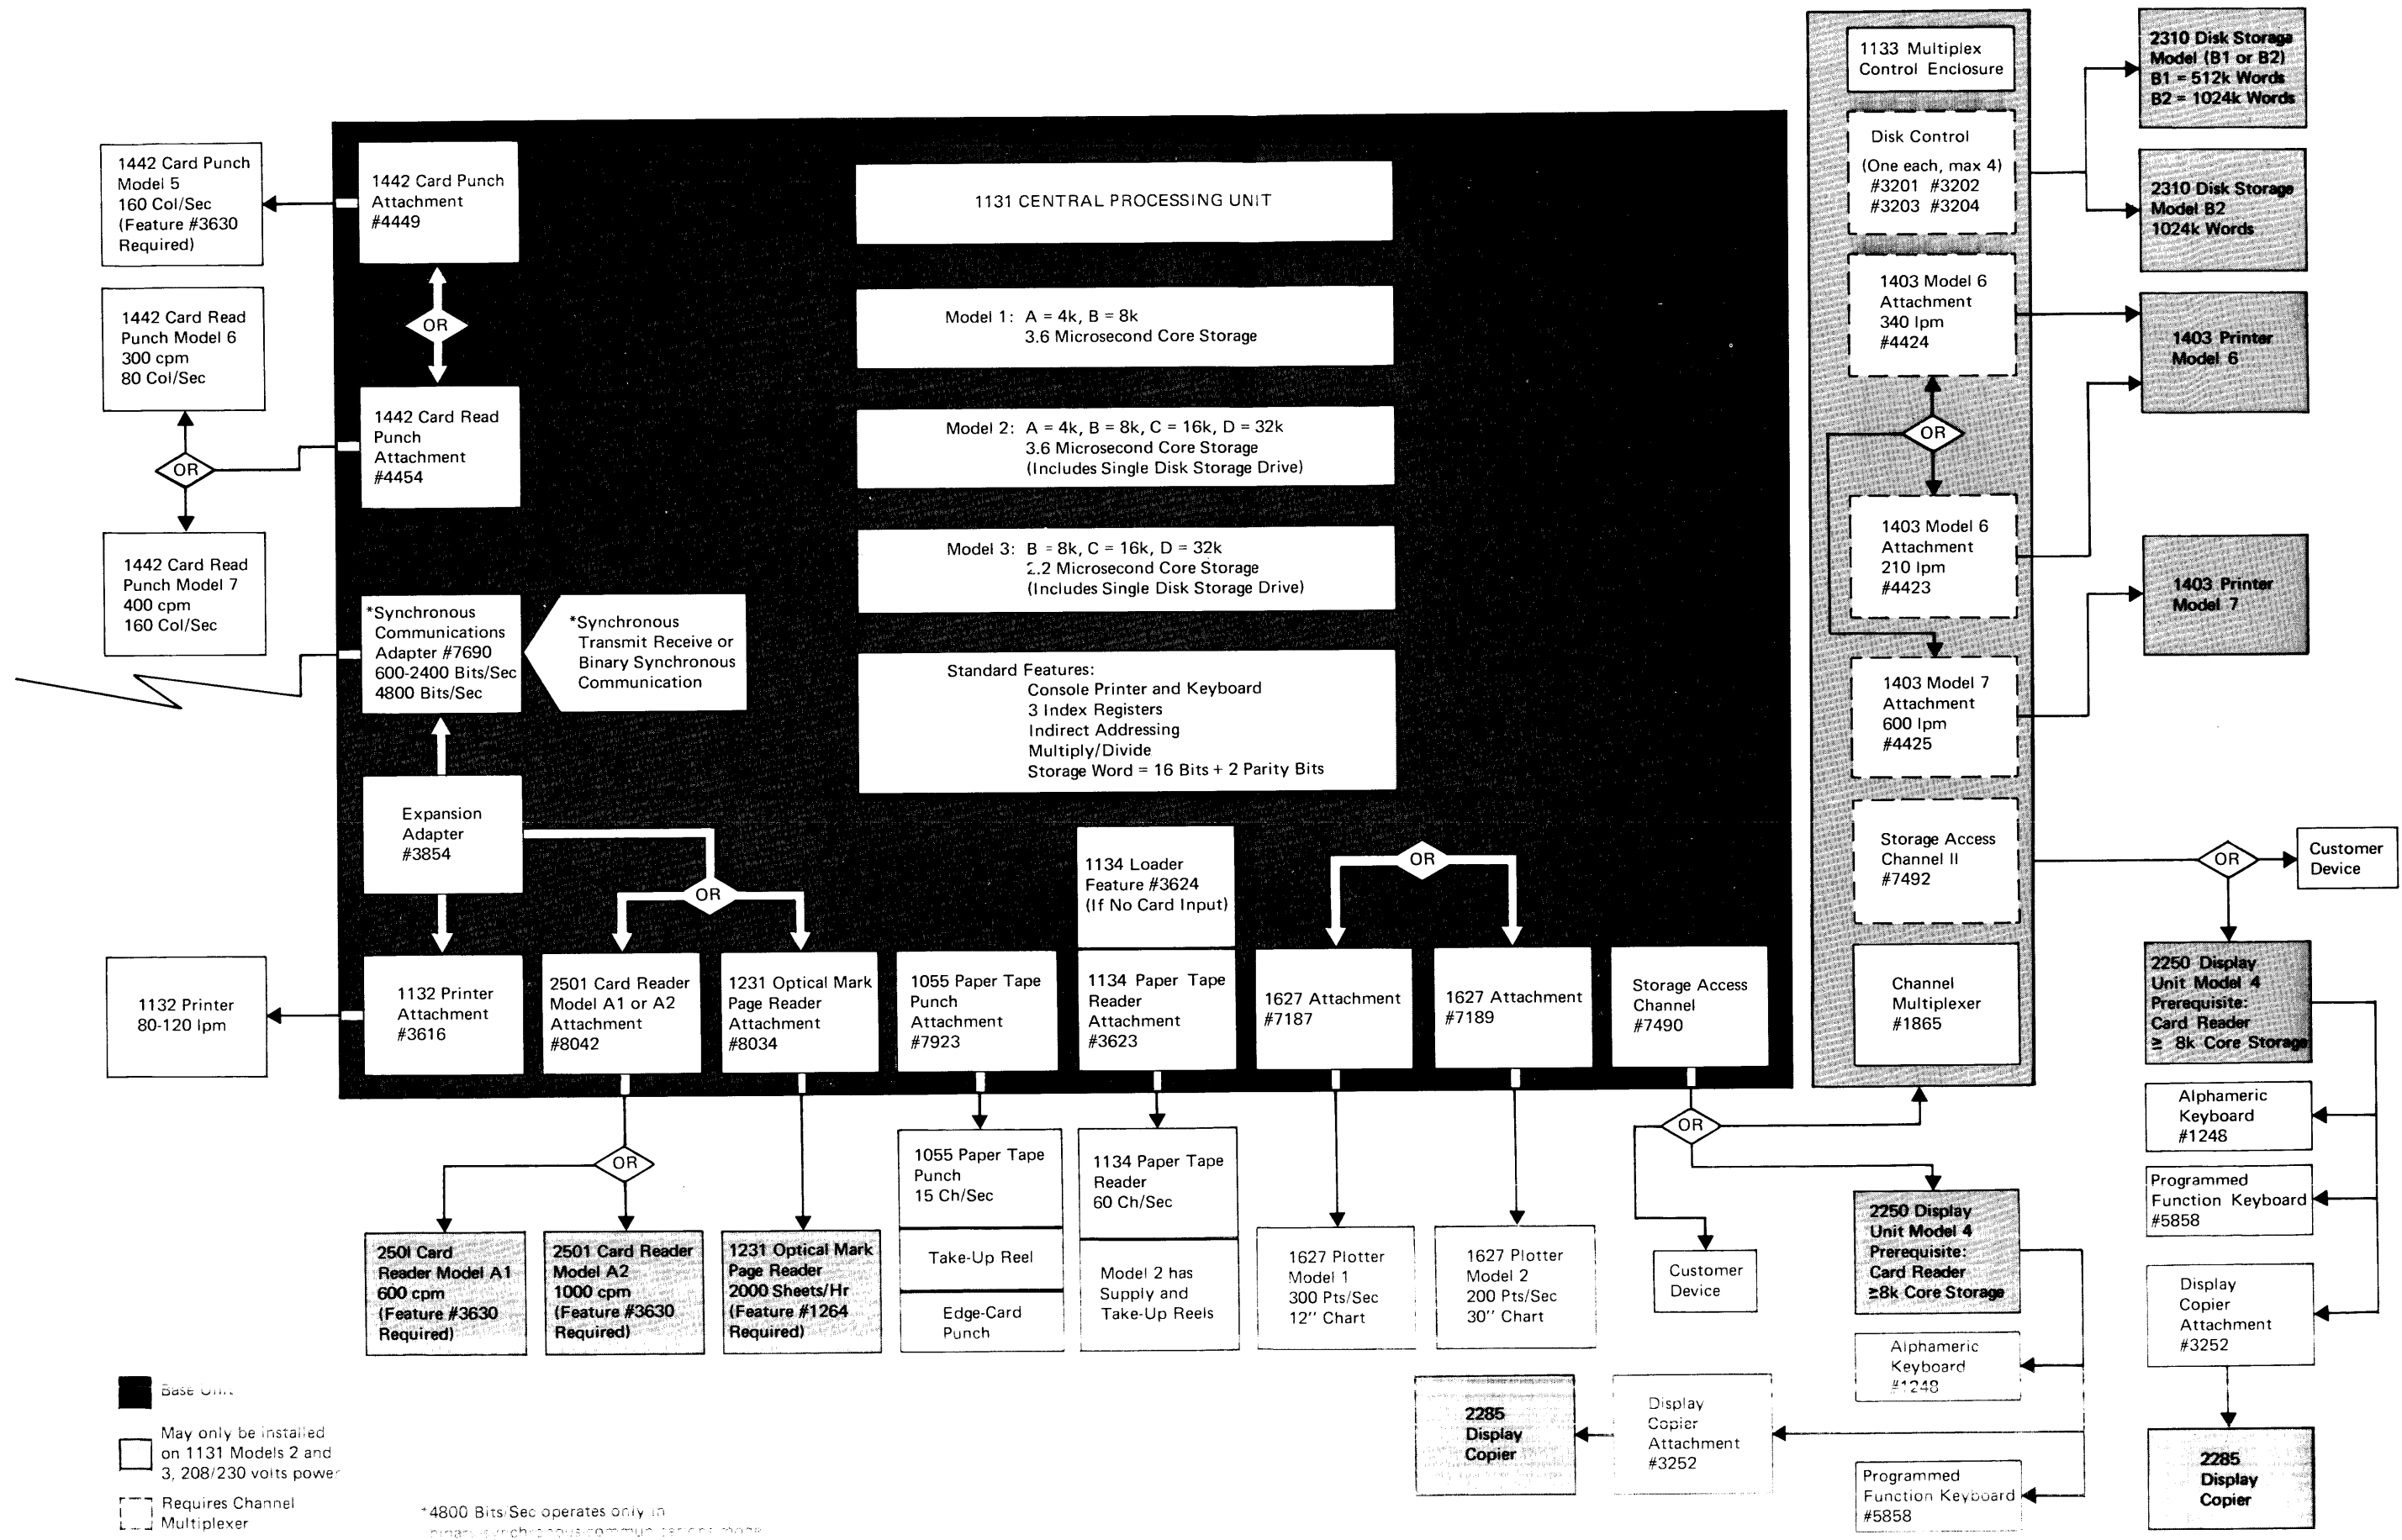 1442 Card Punch
Model 5
160 Col/Sec
(Feature #3630
Required)
1442 Card Read
Punch Model 6
300 cpm
80 Col/Sec
OR
1442 Card Read
Punch Model 7
400 cpm
160 Col/Sec
1132 Printer
80-120 lpm
1442 Card Punch
Attachment
#4449
OR
1442 Card Read
Punch
Attachment
#4454
*Synchronous
Communications
Adapter #7690
600-2400 Bits/Sec
4800 Bits/Sec
*Synchronous
Transmit Receive or
Binary Synchronous
Communication
Expansion
Adapter
#3854
OR
1131 CENTRAL PROCESSING UNIT
Model 1: A = 4k, B = 8k
3.6 Microsecond Core Storage
Model 2: A = 4k, B = 8k, C = 16k, D = 32k
3.6 Microsecond Core Storage
(Includes Single Disk Storage Drive)
Model 3: B = 8k, C = 16k, D = 32k
2.2 Microsecond Core Storage
(Includes Single Disk Storage Drive)
Standard Features:
Console Printer and Keyboard
3 Index Registers
Indirect Addressing
Multiply/Divide
Storage Word = 16 Bits + 2 Parity Bits
1134 Loader
Feature #3624
(If No Card Input)
OR
1132 Printer
Attachment
#3616
2501 Card Reader
Model A1 or A2
Attachment
#8042
1231 Optical Mark
Page Reader
Attachment
#8034
1055 Paper Tape
Punch
Attachment
#7923
1134 Paper Tape
Reader
Attachment
#3623
1627 Attachment
#7187
1627 Attachment
#7189
Storage Access
Channel
#7490
OR
2501 Card
Reader Model A1
600 cpm
(Feature #3630
Required)
2501 Card Reader
Model A2
1000 cpm
(Feature #3630
Required)
1231 Optical Mark
Page Reader
2000 Sheets/Hr
(Feature #1264
Required)
1055 Paper Tape
Punch
15 Ch/Sec
Take-Up Reel
Edge-Card
Punch
1134 Paper Tape
Reader
60 Ch/Sec
Model 2 has
Supply and
Take-Up Reels
1627 Plotter
Model 1
300 Pts/Sec
12" Chart
1627 Plotter
Model 2
200 Pts/Sec
30" Chart
OR
Customer
Device
2250 Display
Unit Model 4
Prerequisite:
Card Reader
≥8k Core Storage
Alphameric
Keyboard
#1248
Display
Copier
Attachment
#3252
2285
Display
Copier
Programmed
Function Keyboard
#5858
1133 Multiplex
Control Enclosure
Disk Control
(One each, max 4)
#3201 #3202
#3203 #3204
1403 Model 6
Attachment
340 lpm
#4424
OR
1403 Model 6
Attachment
210 lpm
#4423
1403 Model 7
Attachment
600 lpm
#4425
Storage Access
Channel II
#7492
Channel
Multiplexer
#1865
2310 Disk Storage
Model (B1 or B2)
B1 = 512k Words
B2 = 1024k Words
2310 Disk Storage
Model B2
1024k Words
1403 Printer
Model 6
1403 Printer
Model 7
OR
Customer
Device
2250 Display
Unit Model 4
Prerequisite:
Card Reader
≥ 8k Core Storage
Alphameric
Keyboard
#1248
Programmed
Function Keyboard
#5858
Display
Copier
Attachment
#3252
2285
Display
Copier
Base Unit
May only be installed
on 1131 Models 2 and
3, 208/230 volts power
Requires Channel
Multiplexer
*4800 Bits/Sec operates only in
binary synchronous communications mode